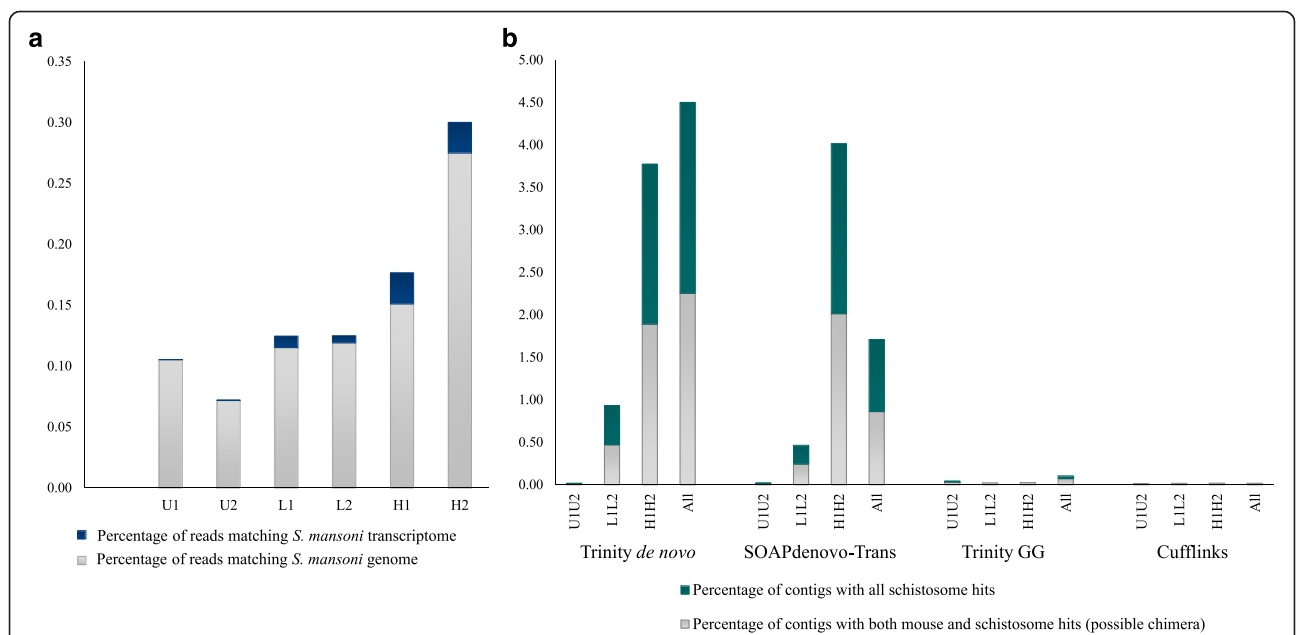 a
0.35
0.30
0.25
0.20
0.15
0.10
0.05
0.00
U1 U2 L1 L2 H1 H2
Percentage of reads matching S. mansoni transcriptome
Percentage of reads matching S. mansoni genome
b
5.00
4.50
4.00
3.50
3.00
2.50
2.00
1.50
1.00
0.50
0.00
U1U2 L1L2 H1H2 All U1U2 L1L2 H1H2 All U1U2 L1L2 H1H2 All U1U2 L1L2 H1H2 All
Trinity de novo SOAPdenovo-Trans Trinity GG Cufflinks
Percentage of contigs with all schistosome hits
Percentage of contigs with both mouse and schistosome hits (possible chimera)